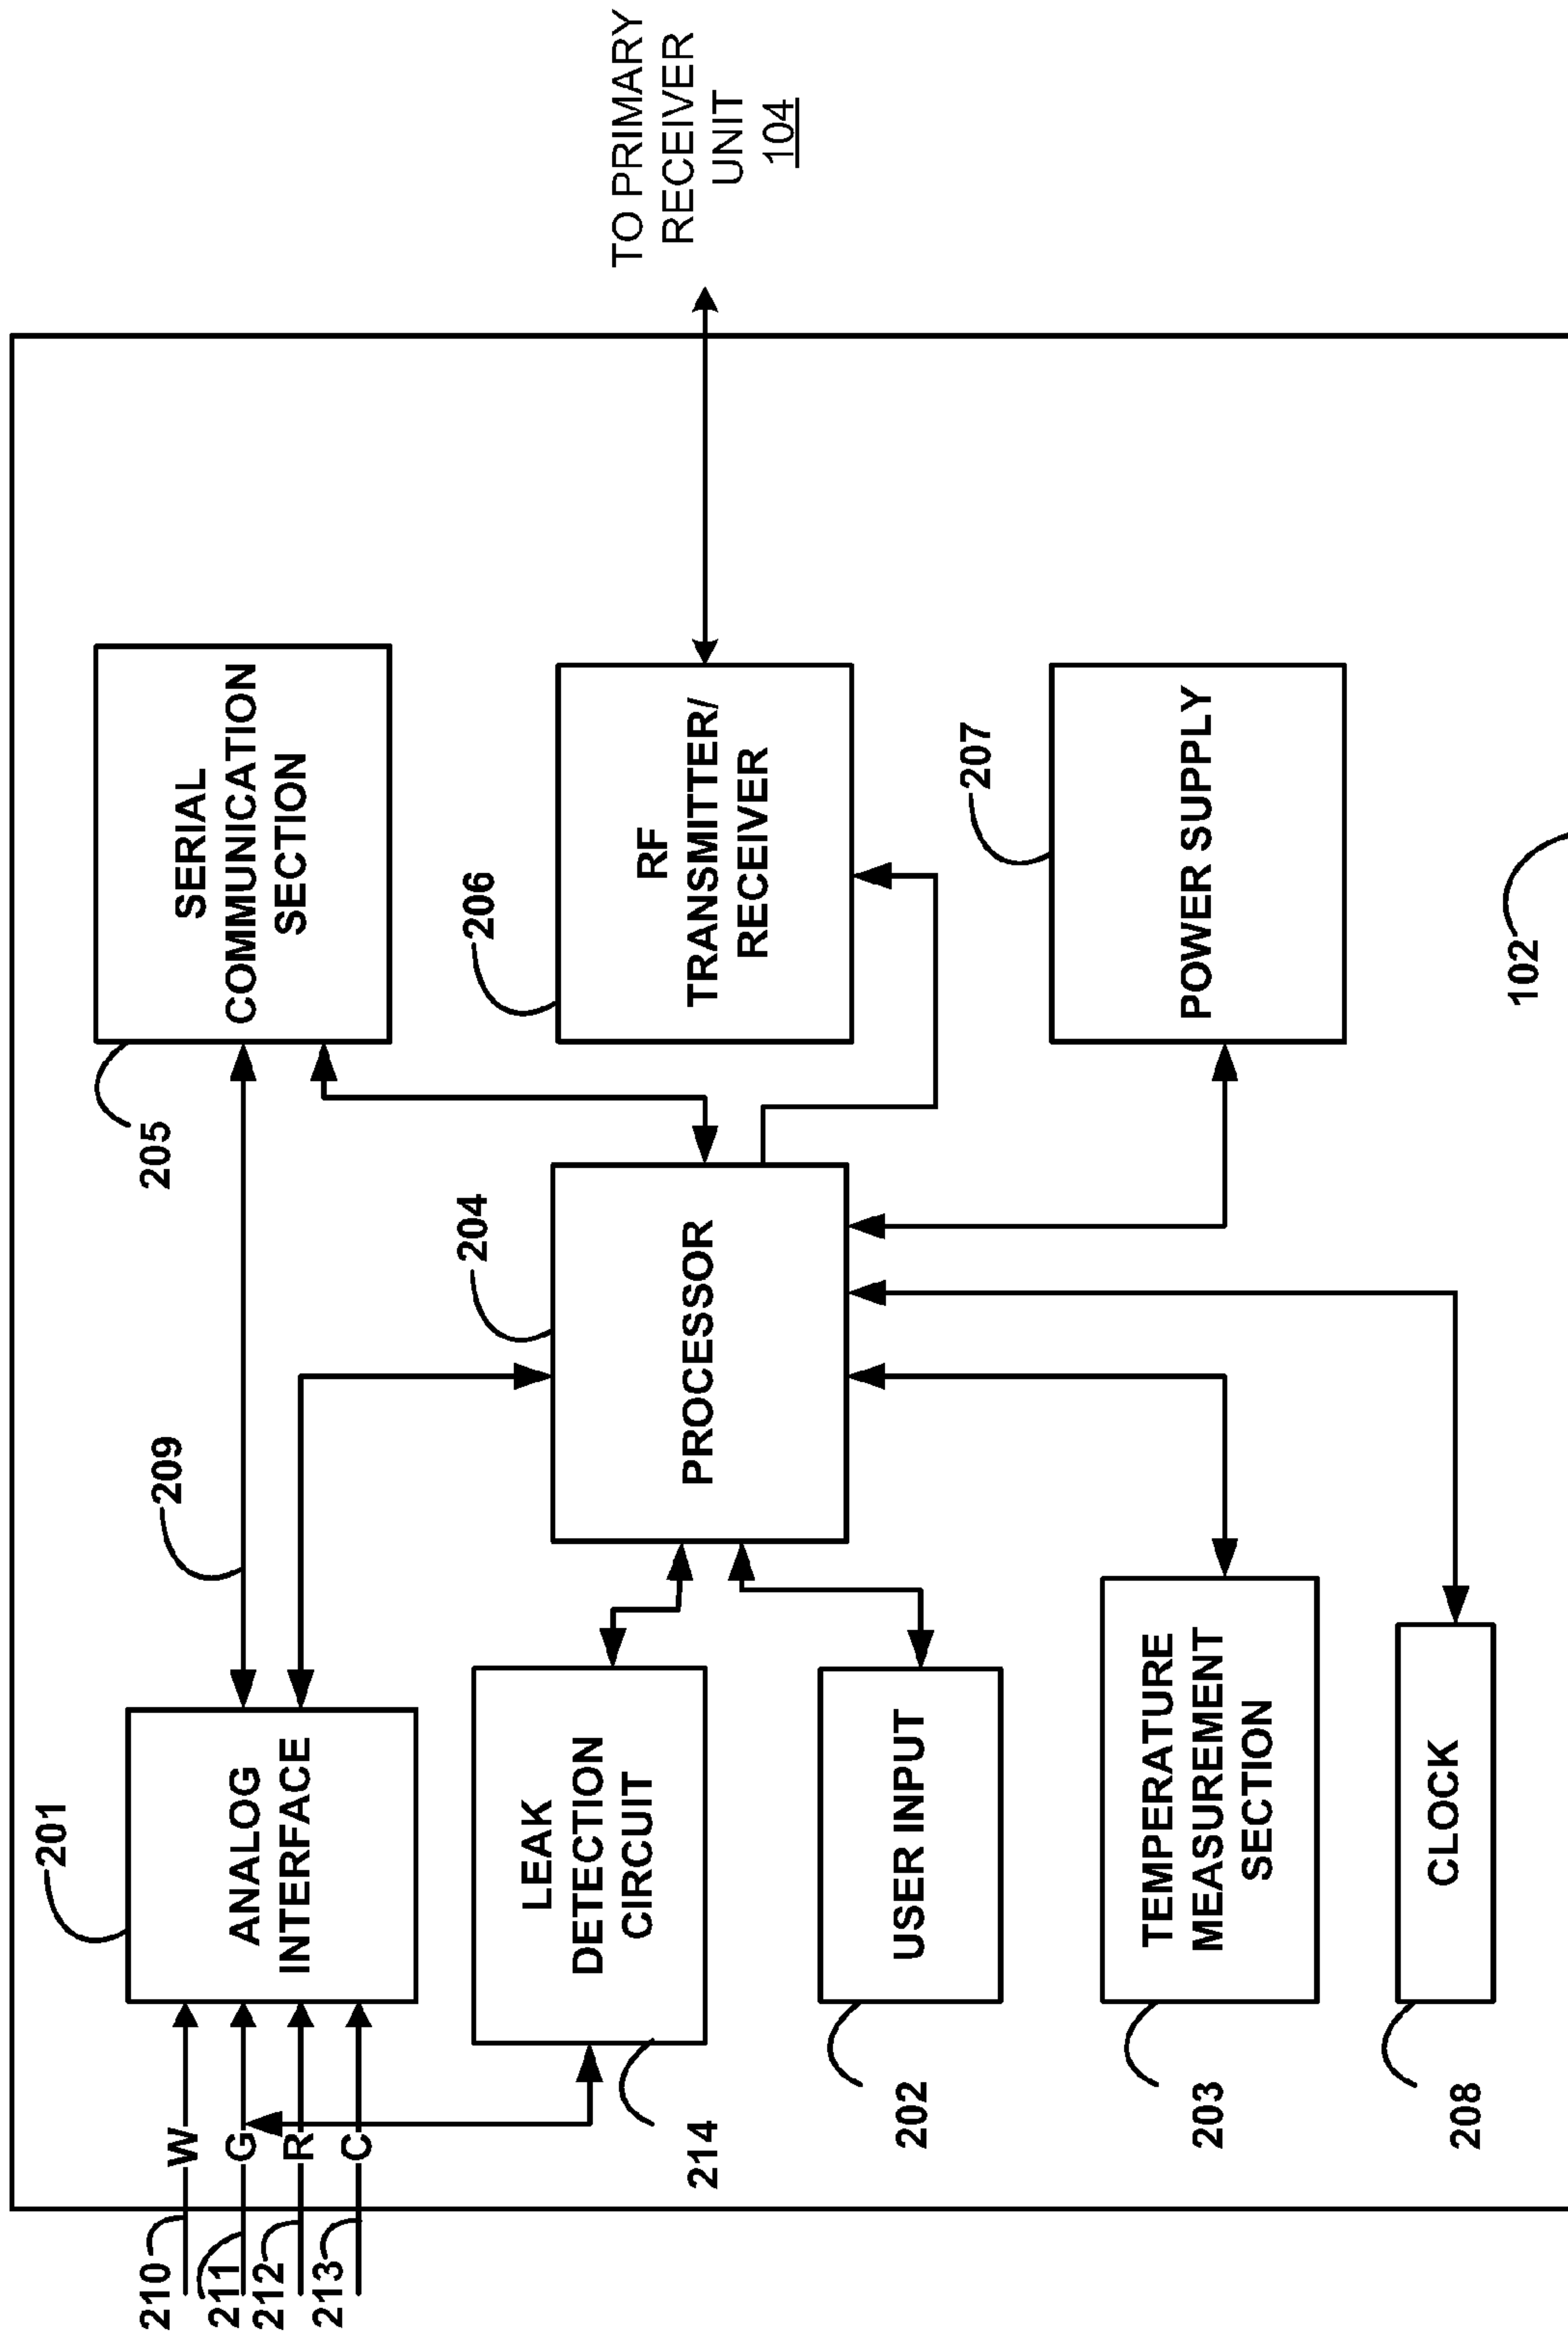 210
W
211
G
212
R
213
C
201
ANALOG
INTERFACE
209
205
SERIAL
COMMUNICATION
SECTION
214
LEAK
DETECTION
CIRCUIT
204
PROCESSOR
206
RF
TRANSMITTER/
RECEIVER
TO PRIMARY
RECEIVER
UNIT
104
202
USER INPUT
203
TEMPERATURE
MEASUREMENT
SECTION
207
POWER SUPPLY
208
CLOCK
102